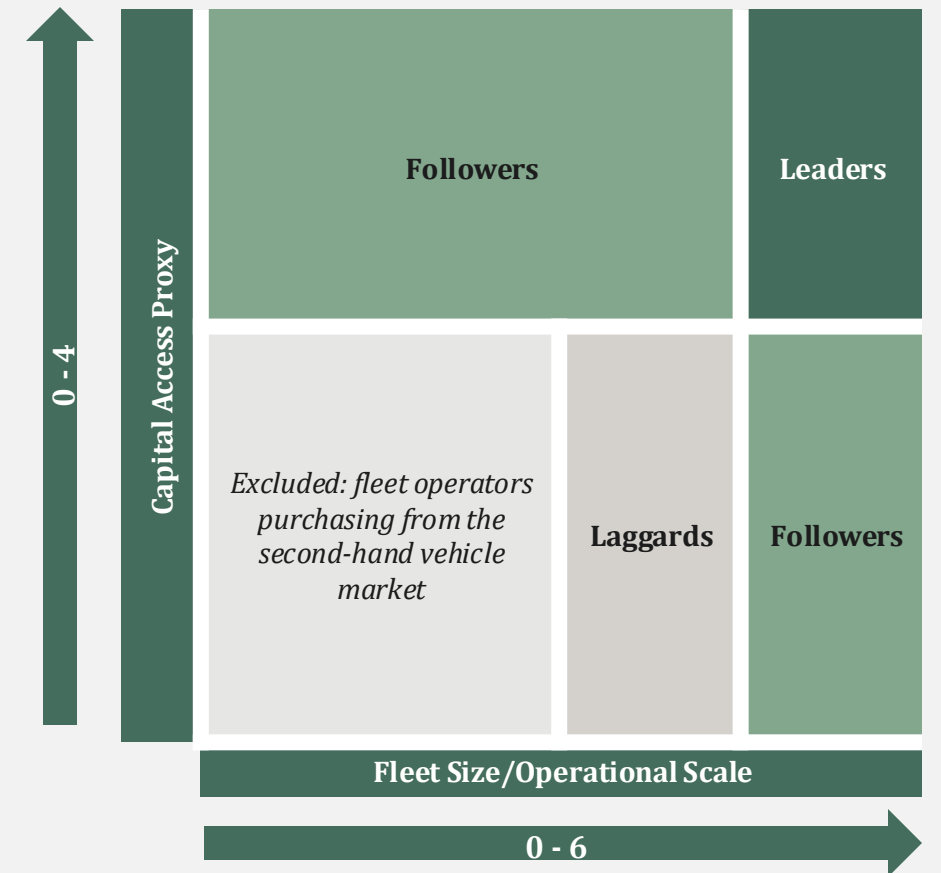 Followers
Leaders
Capital Access Proxy
0 - 4
Excluded: fleet operators
purchasing from the
second-hand vehicle
market
Laggards
Followers
Fleet Size/Operational Scale
0 - 6